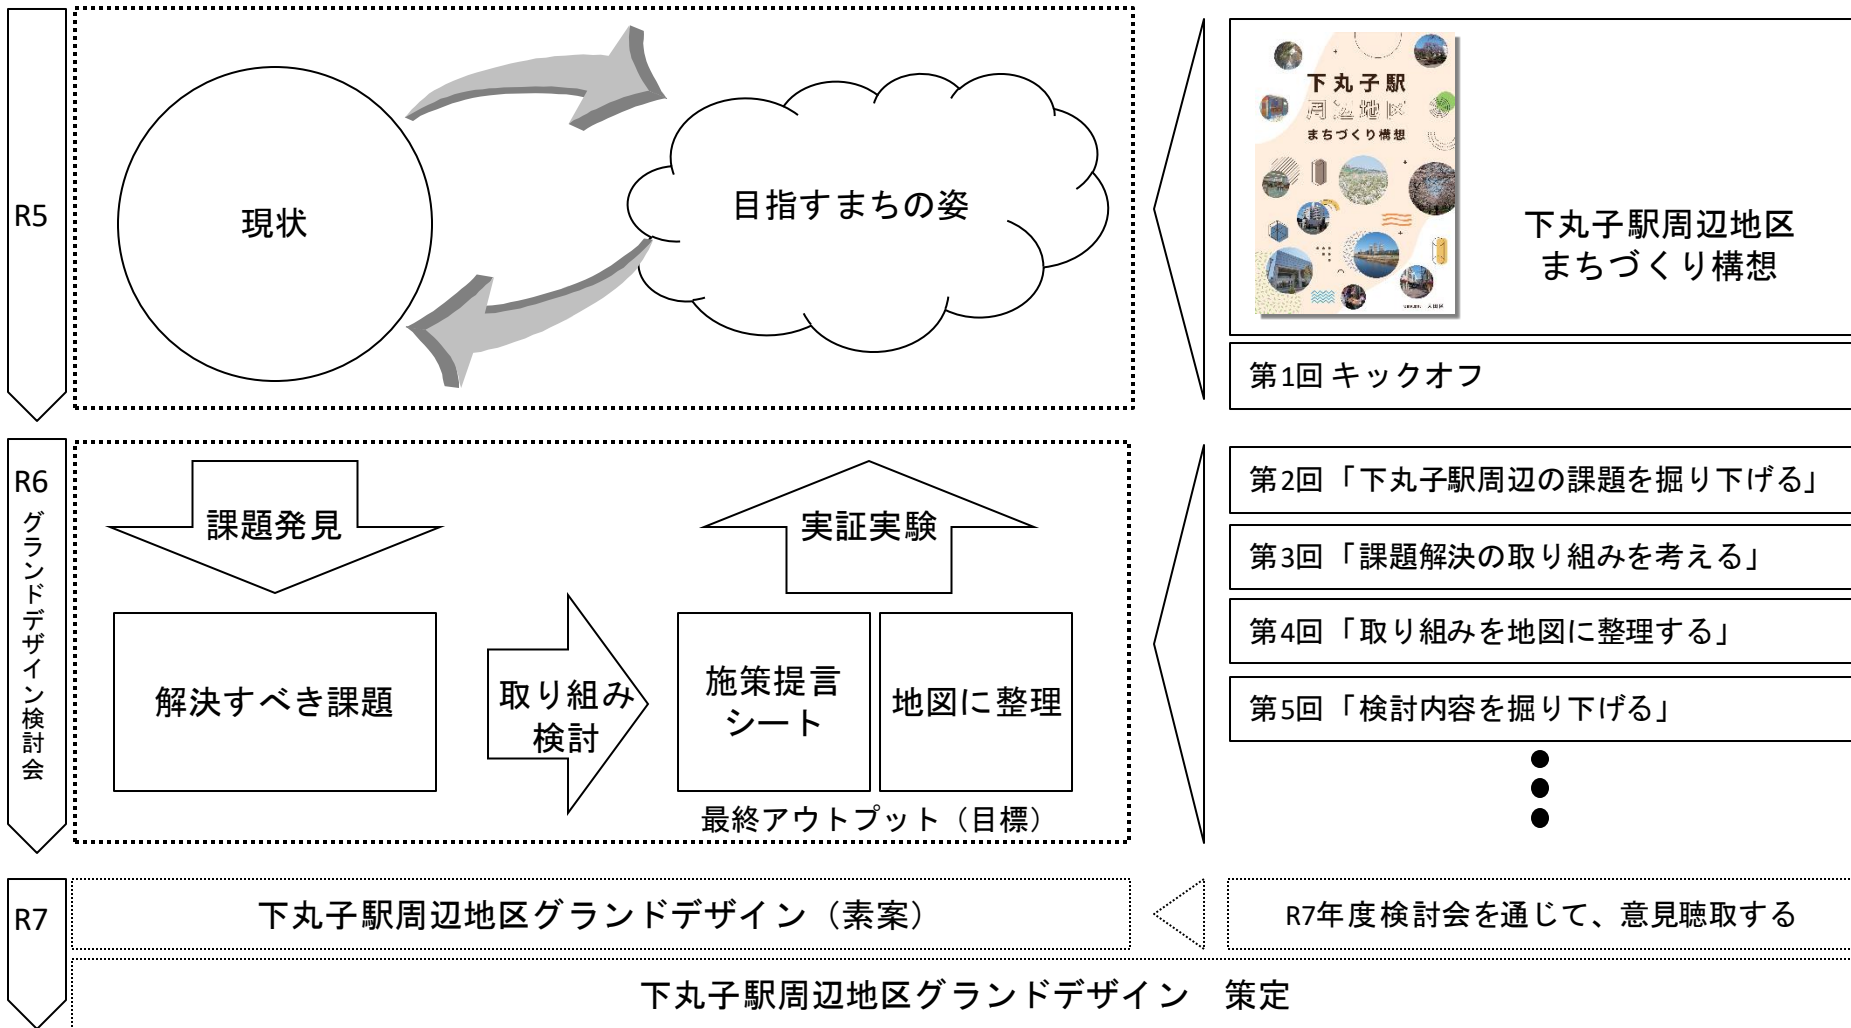 R5
現状
目指すまちの姿
下丸子駅
周辺地区
まちづくり構想
下丸子駅周辺地区
まちづくり構想
第1回 キックオフ
R6
グランドデザイン検討会
課題発見
実証実験
解決すべき課題
取り組み
検討
施策提言
シート
地図に整理
最終アウトプット（目標）
第2回「下丸子駅周辺の課題を掘り下げる」
第3回「課題解決の取り組みを考える」
第4回「取り組みを地図に整理する」
第5回「検討内容を掘り下げる」
R7
下丸子駅周辺地区グランドデザイン（素案）
R7年度検討会を通じて、意見聴取する
下丸子駅周辺地区グランドデザイン　策定